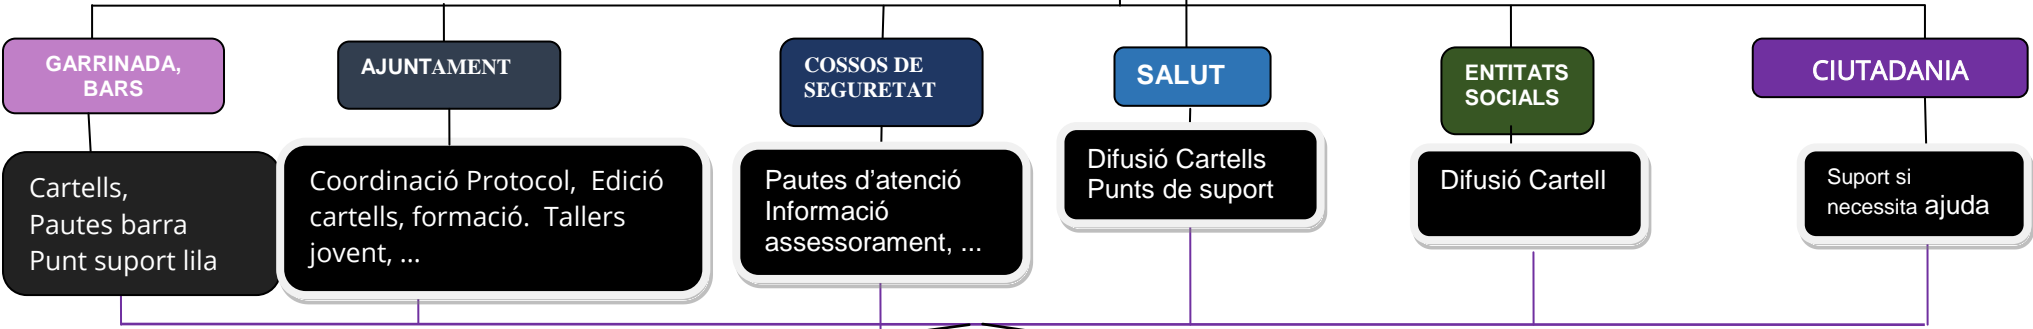 GARRINADA,
BARS
AJUNTAMENT
COSSOS DE
SEGURETAT
SALUT
ENTITATS
SOCIALS
CIUTADANIA
Cartells,
Pautes barra
Punt suport lila
Coordinació Protocol,  Edició
cartells, formació.  Tallers
jovent, ...
Pautes d’atenció
Informació
assessorament, ...
Difusió Cartells
Punts de suport
Difusió Cartell
Suport si
necessita ajuda